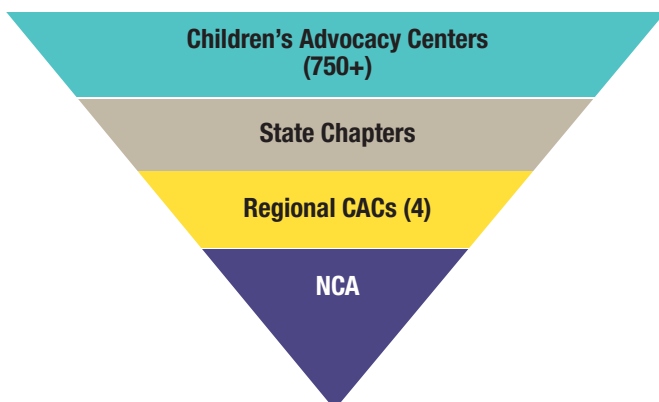 Children’s Advocacy Centers
(750+)
State Chapters
Regional CACs (4)
NCA